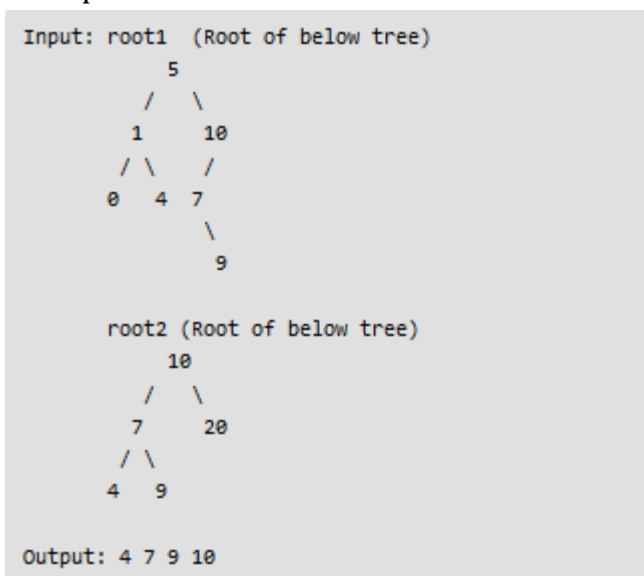 Input: root1  (Root of below tree)
5
/   \
1     10
/ \   /
0   4  7
\
9
root2 (Root of below tree)
10
/   \
7     20
/ \
4   9
Output: 4 7 9 10